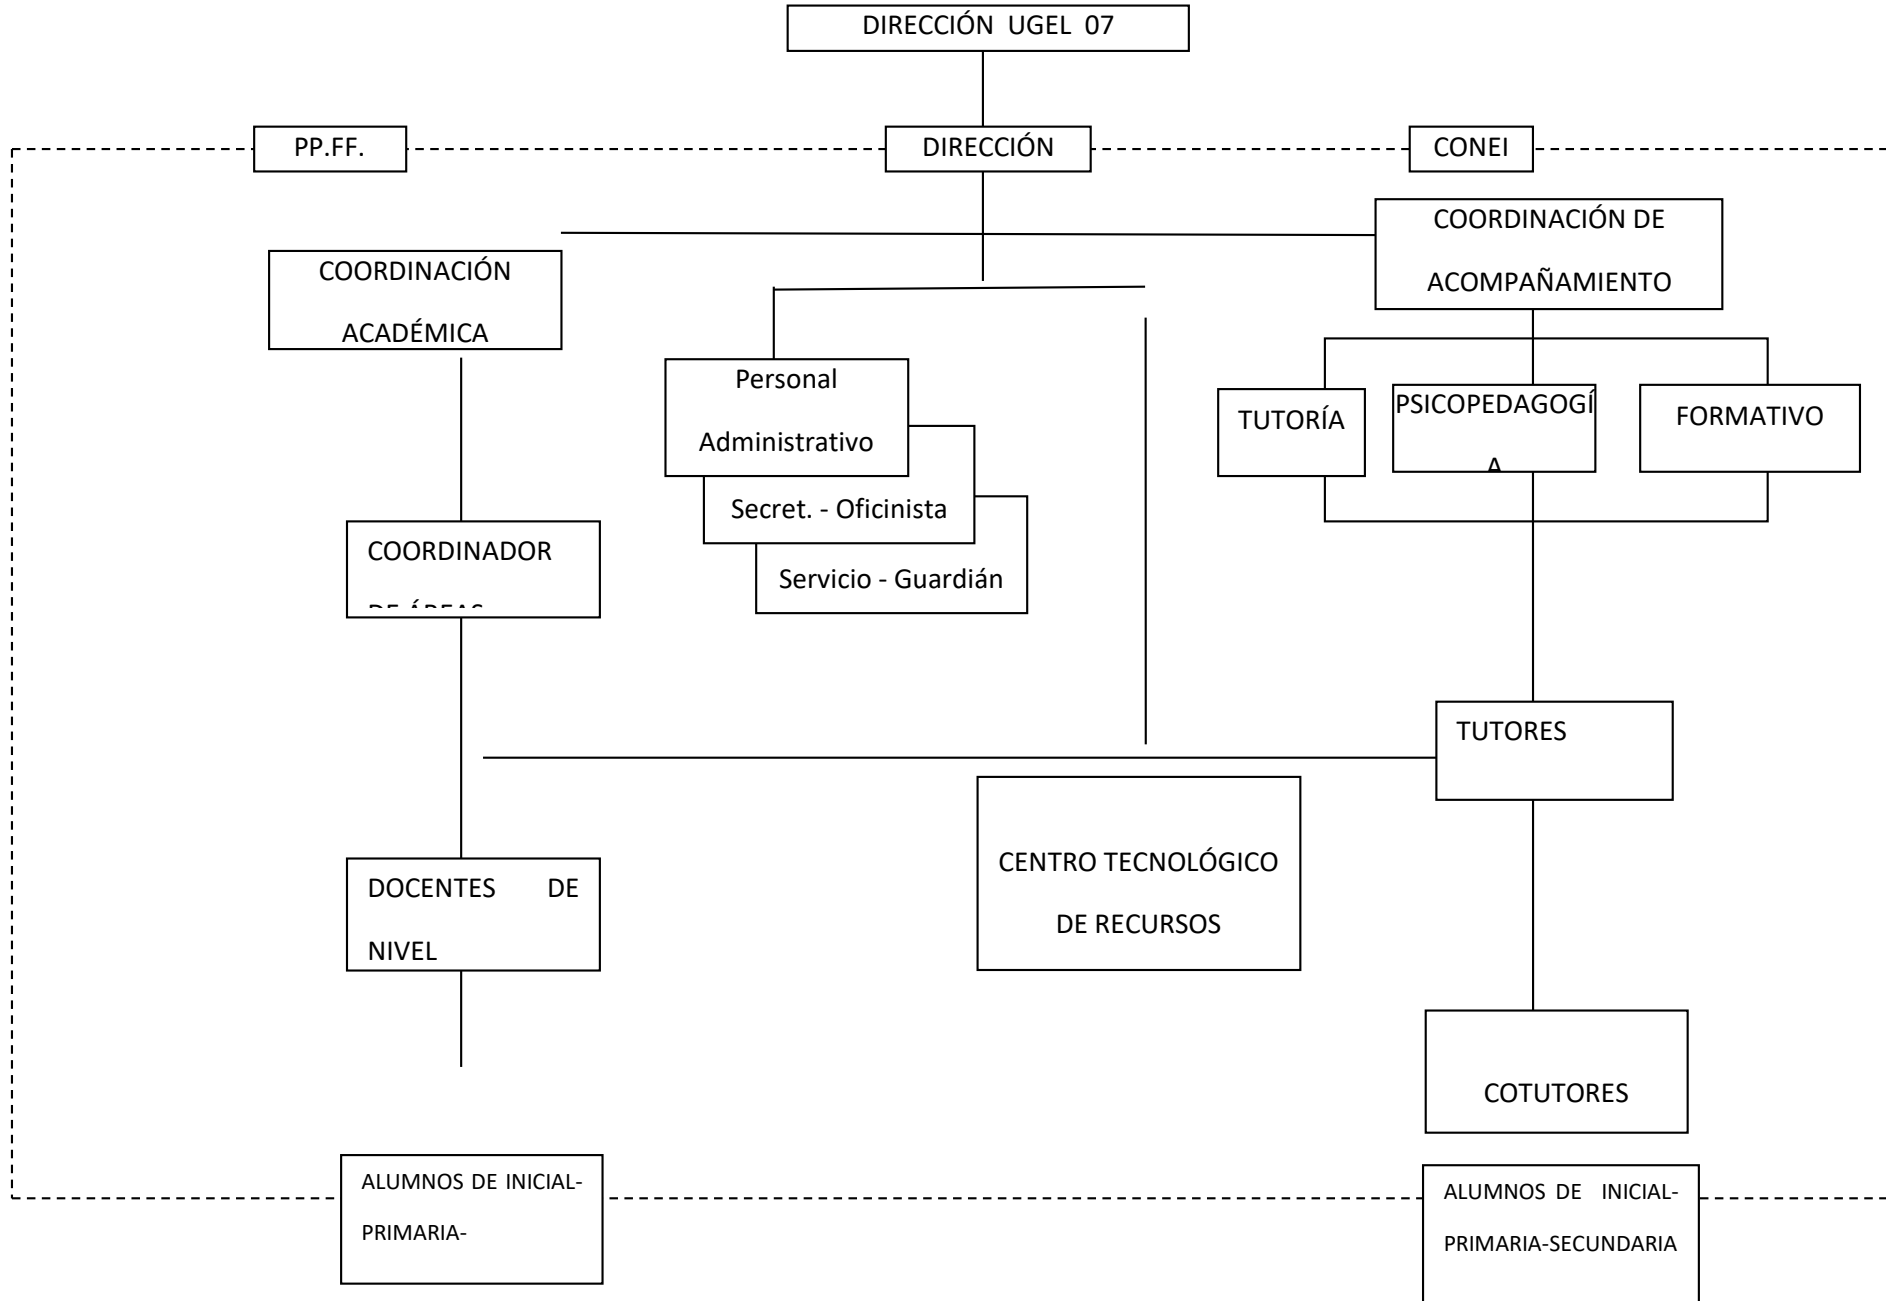 DIRECCIÓN UGEL 07
PP.FF.
DIRECCIÓN
CONEI
COORDINACIÓN DE
ACOMPAÑAMIENTO
COORDINACIÓN
ACADÉMICA
Personal
Administrativo
Secret. - Oficinista
Servicio - Guardián
TUTORÍA
PSICOPEDAGOGÍ
A
FORMATIVO
COORDINADOR
DE ÁREAS
TUTORES
CENTRO TECNOLÓGICO
DE RECURSOS
DOCENTES DE
NIVEL
COTUTORES
ALUMNOS DE INICIAL-
PRIMARIA-
ALUMNOS DE INICIAL-
PRIMARIA-SECUNDARIA